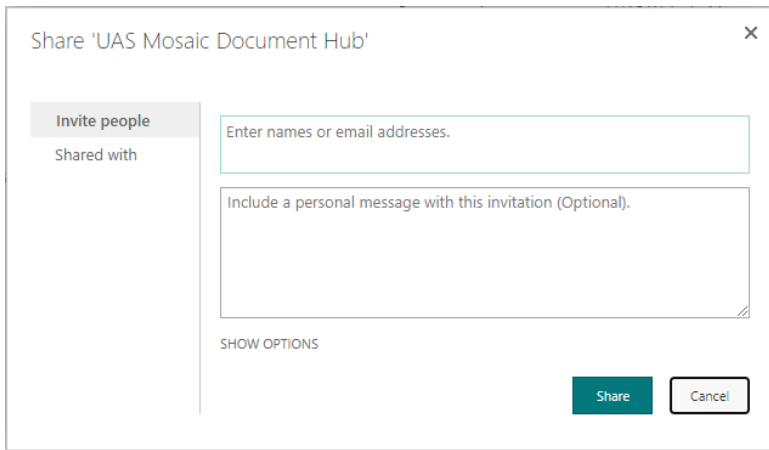 Share 'UAS Mosaic Document Hub'
Invite people
Shared with
Enter names or email addresses.
Include a personal message with this invitation (Optional).
SHOW OPTIONS
Share
Cancel